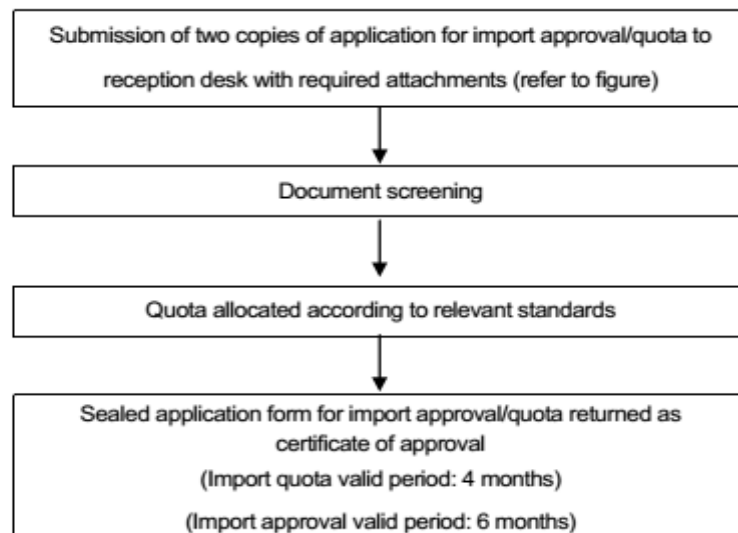 Submission of two copies of application for import approval/quota to
reception desk with required attachments (refer to figure)
Document screening
Quota allocated according to relevant standards
Sealed application form for import approval/quota returned as
certificate of approval
(Import quota valid period: 4 months)
(Import approval valid period: 6 months)